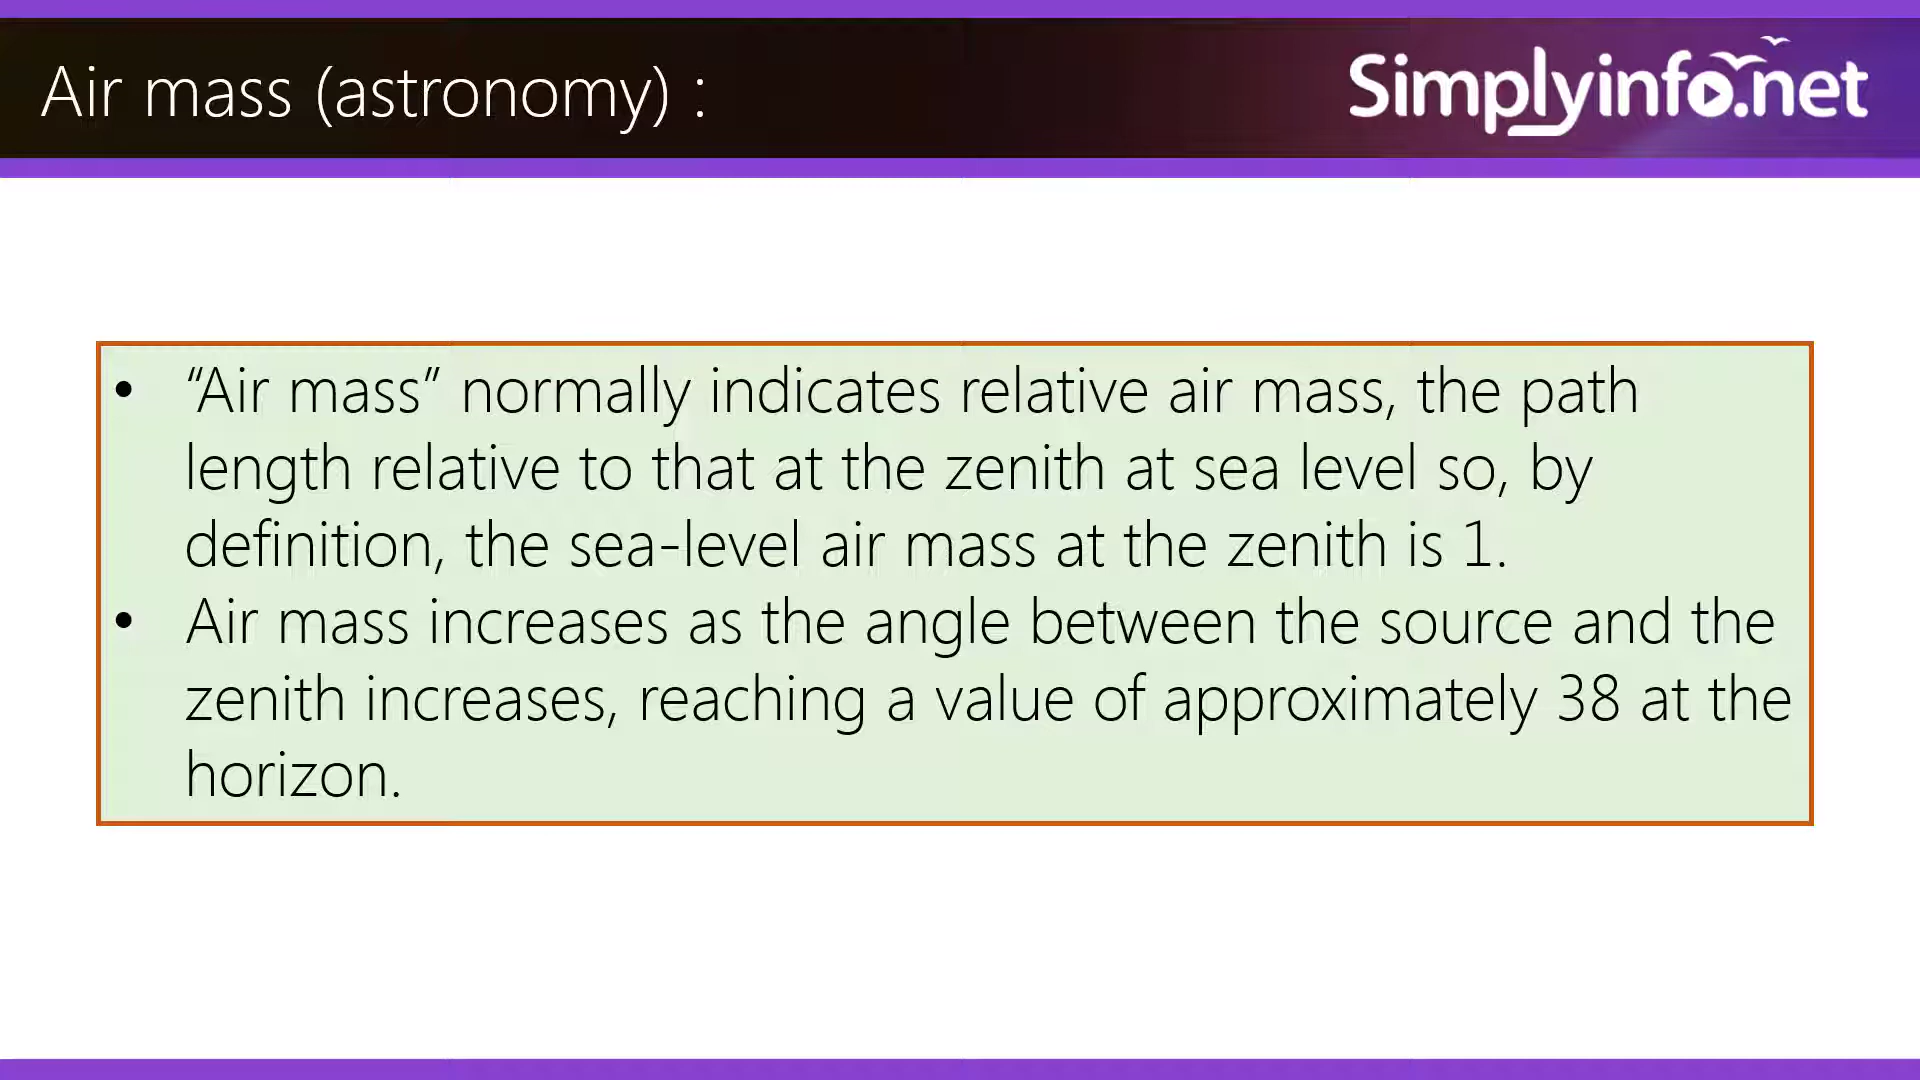 Air mass (astronomy) :
Simplyinfo.net
• “Air mass” normally indicates relative air mass, the path
length relative to that at the zenith at sea level so, by
definition, the sea-level air mass at the zenith is 1.
• Air mass increases as the angle between the source and the
zenith increases, reaching a value of approximately 38 at the
horizon.